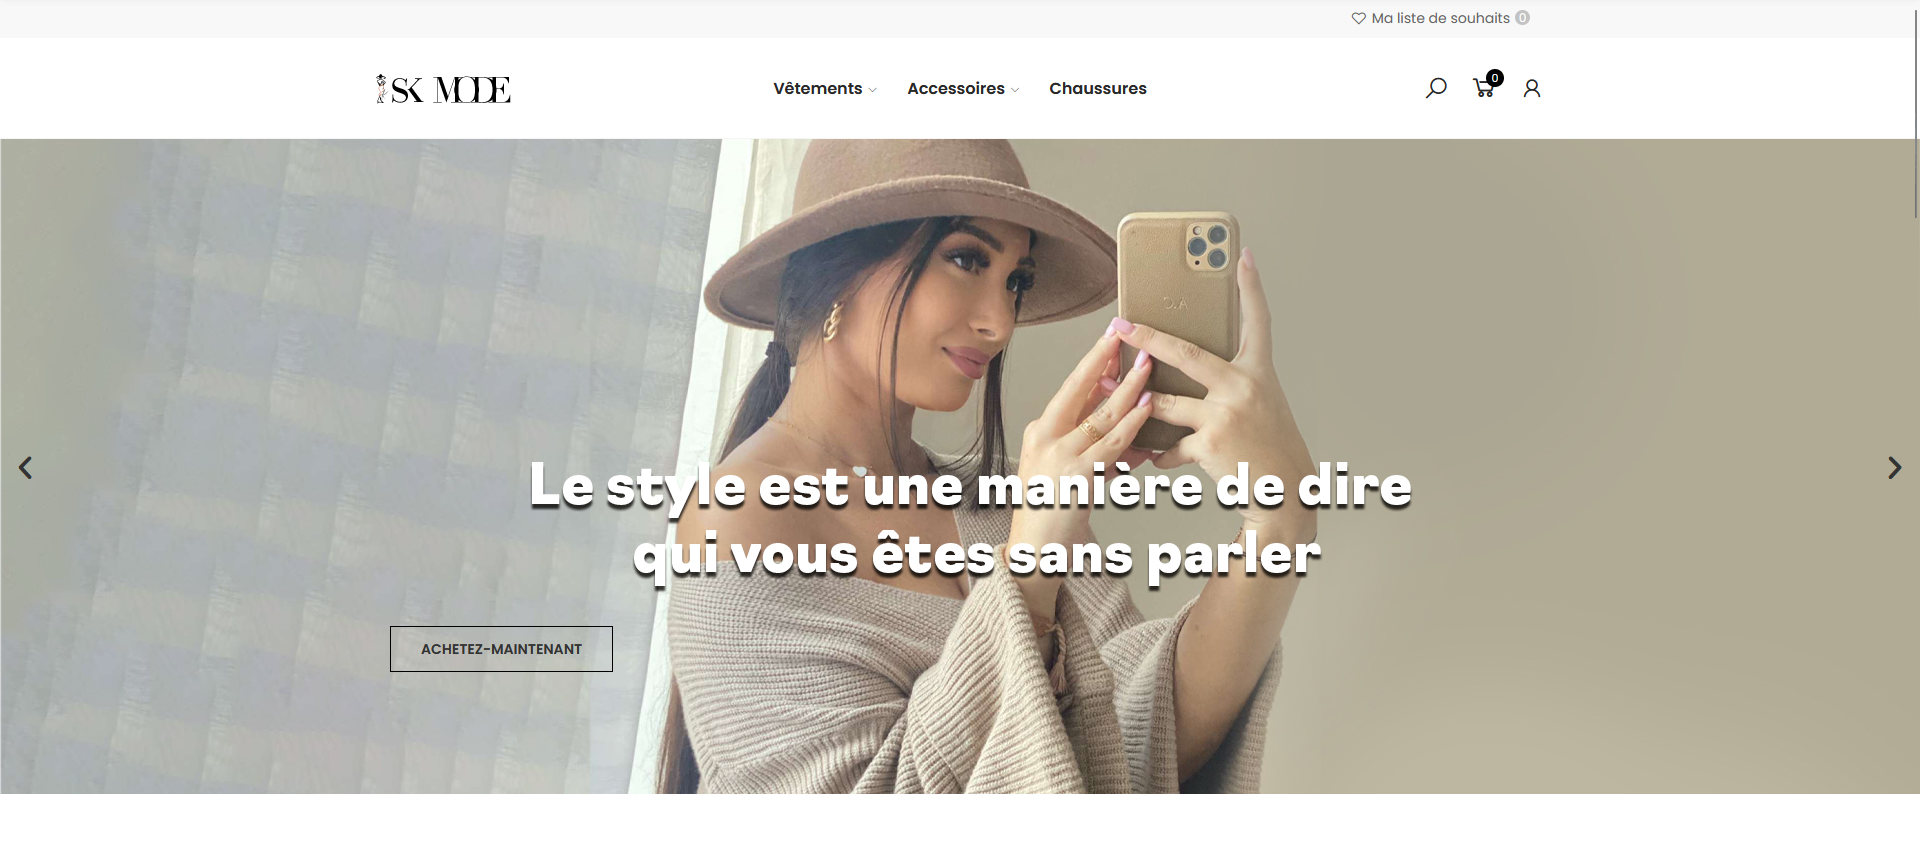 Ma liste de souhaits 0
SK MODE
Vêtements
Accessoires
Chaussures
0
O.A
Le style est une manière de dire
qui vous êtes sans parler
ACHETEZ-MAINTENANT